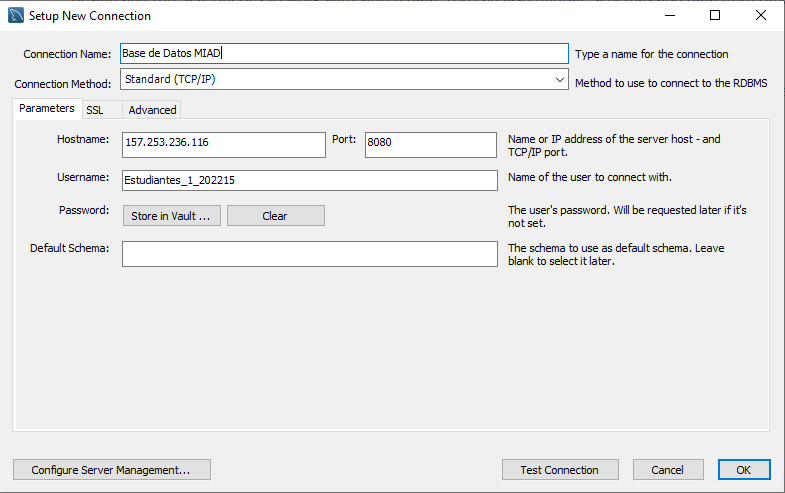 Setup New Connection
Connection Name: Base de Datos MIAD Type a name for the connection
Connection Method: Standard (TCP/IP) Method to use to connect to the RDBMS
Parameters SSL Advanced
Hostname: 157.253.236.116 Port: 8080 Name or IP address of the server host - and
TCP/IP port.
Username: Estudiantes_1_202215 Name of the user to connect with.
Password: Store in Vault ... Clear The user's password. Will be requested later if it's
not set.
Default Schema: The schema to use as default schema. Leave
blank to select it later.
Configure Server Management... Test Connection Cancel OK